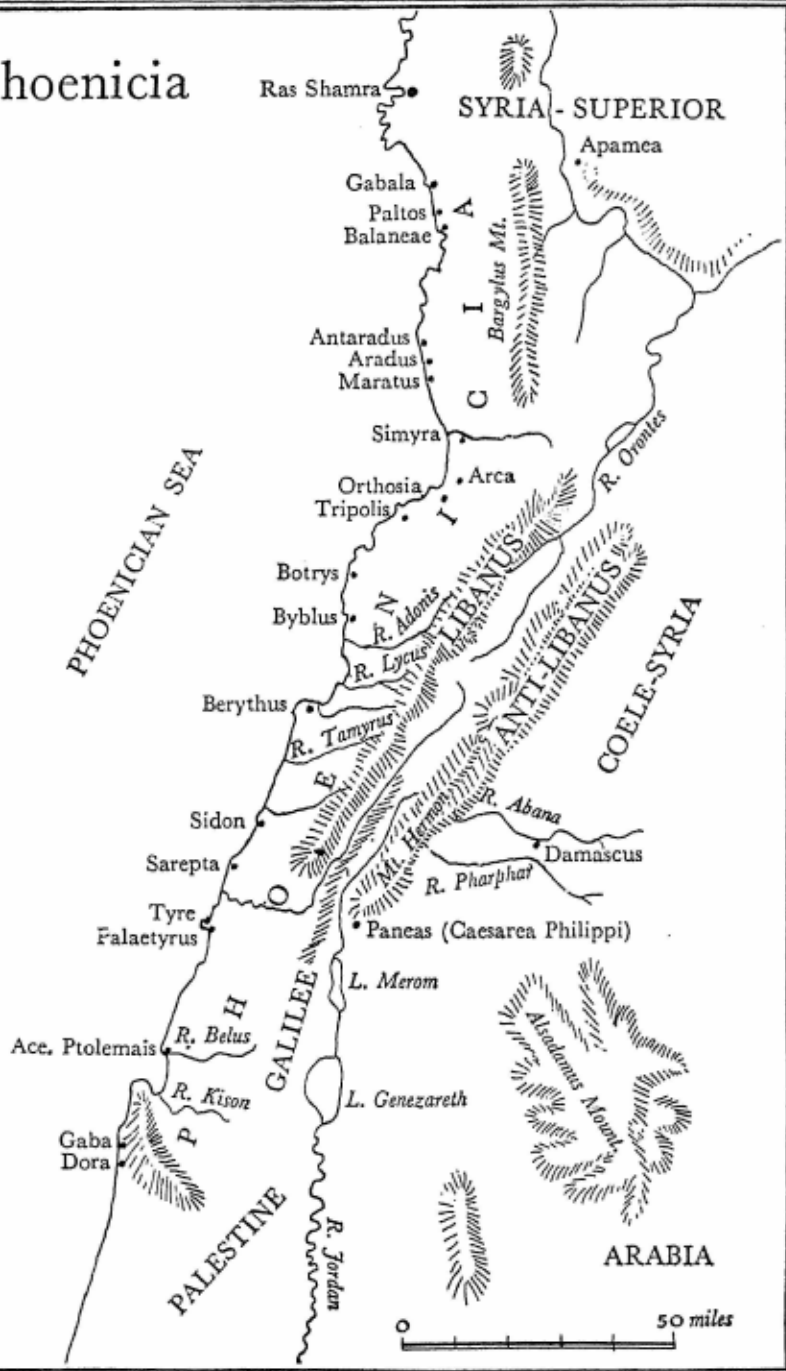 hoenicia
Ras Shamra
SYRIA - SUPERIOR
Apamea
Gabala
Paltos
Balaneae
Bargylus Mt.
Antaradus
Aradus
Maratus
Simyra
Arca
Orthosia
Tripolis
R. Orontes
PHOENICIAN SEA
Botrys
Byblus
R. Adonis
LIBANUS
R. Lycus
ANTI-LIBANUS
COELE-SYRIA
Berythus
R. Tamyrus
Sidon
R. Abana
Mt. Hermon
Damascus
Sarepta
R. Pharphar
Tyre
Palaetyrus
Paneas (Caesarea Philippi)
L. Merom
GALILEE
Ace. Ptolemais
R. Belus
Alsadamus Mount.
R. Kison
L. Genezareth
Gaba
Dora
PHOENICIA
PALESTINE
R. Jordan
ARABIA
0 50 miles